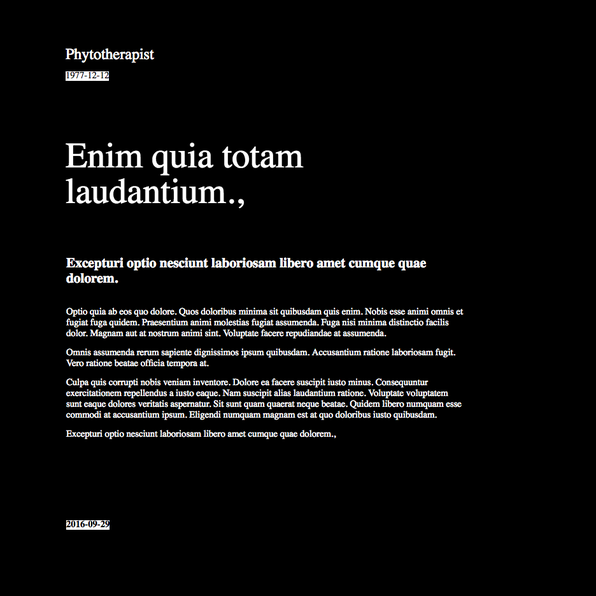 Phytotherapist
1977-12-12
Enim quia totam
laudantium.,
Excepturi optio nesciunt laboriosam libero amet cumque quae
dolorem.
Optio quia ab eos quo dolore. Quos doloribus minima sit quibusdam quis enim. Nobis esse animi omnis et
fugiat fuga quidem. Praesentium animi molestias fugiat assumenda. Fuga nisi minima distinctio facilis
dolor. Magnam aut at nostrum animi sint. Voluptate facere repudiandae at assumenda.
Omnis assumenda rerum sapiente dignissimos ipsum quibusdam. Accusantium ratione laboriosam fugit.
Vero ratione beatae officia tempora at.
Culpa quis corrupti nobis veniam inventore. Dolore ea facere suscipit iusto minus. Consequuntur
exercitationem repellendus a iusto eaque. Nam suscipit alias laudantium ratione. Voluptate voluptatem
sunt eaque dolores veritatis aspernatur. Sit sunt quam quaerat neque beatae. Quidem libero numquam esse
commodi at accusantium ipsum. Eligendi numquam magnam est at quo doloribus iusto quibusdam.
Excepturi optio nesciunt laboriosam libero amet cumque quae dolorem.,
2016-09-29